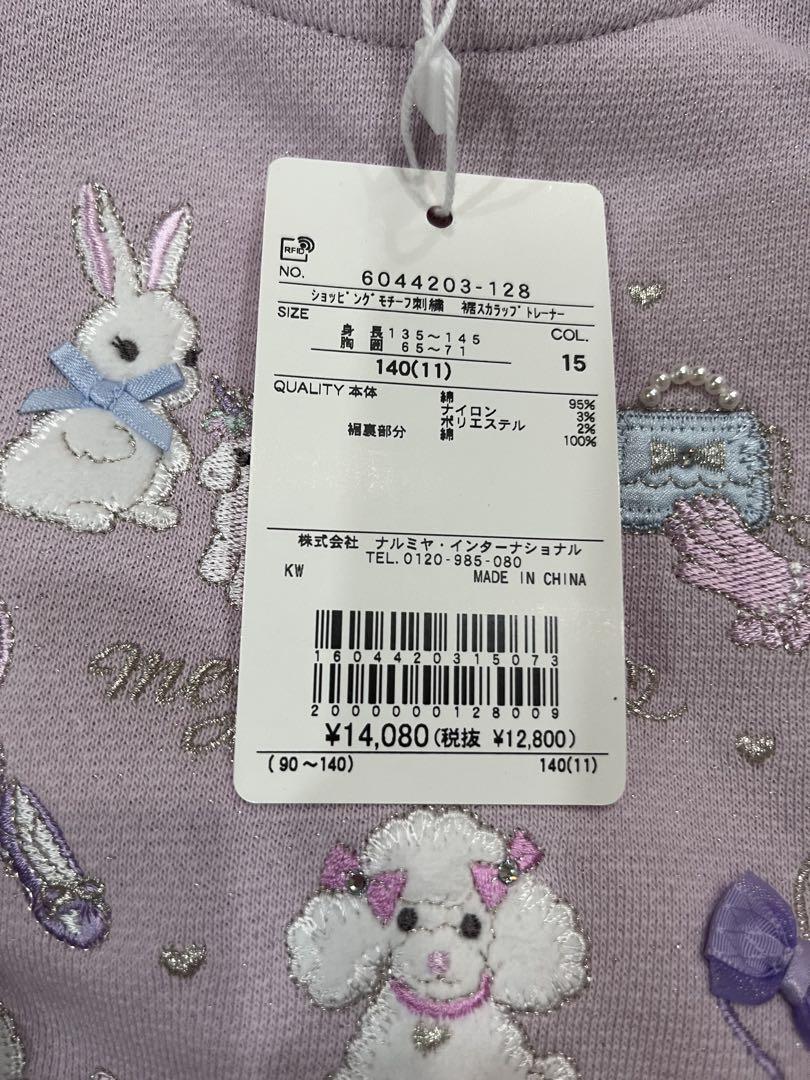 RFID
NO. 6044203-128
ショッピングモチーフ刺繍 裾スカラップトレーナー
SIZE COL.
身長 135～145
胸囲 65～71
140(11) 15
QUALITY 本体 綿 95%
ナイロン 3%
ポリエステル 2%
裾裏部分 綿 100%
株式会社 ナルミヤ・インターナショナル
TEL.0120-985-080
KW MADE IN CHINA
1604420315073
2000000128009
¥14,080(税抜 ¥12,800)
(90～140) 140(11)